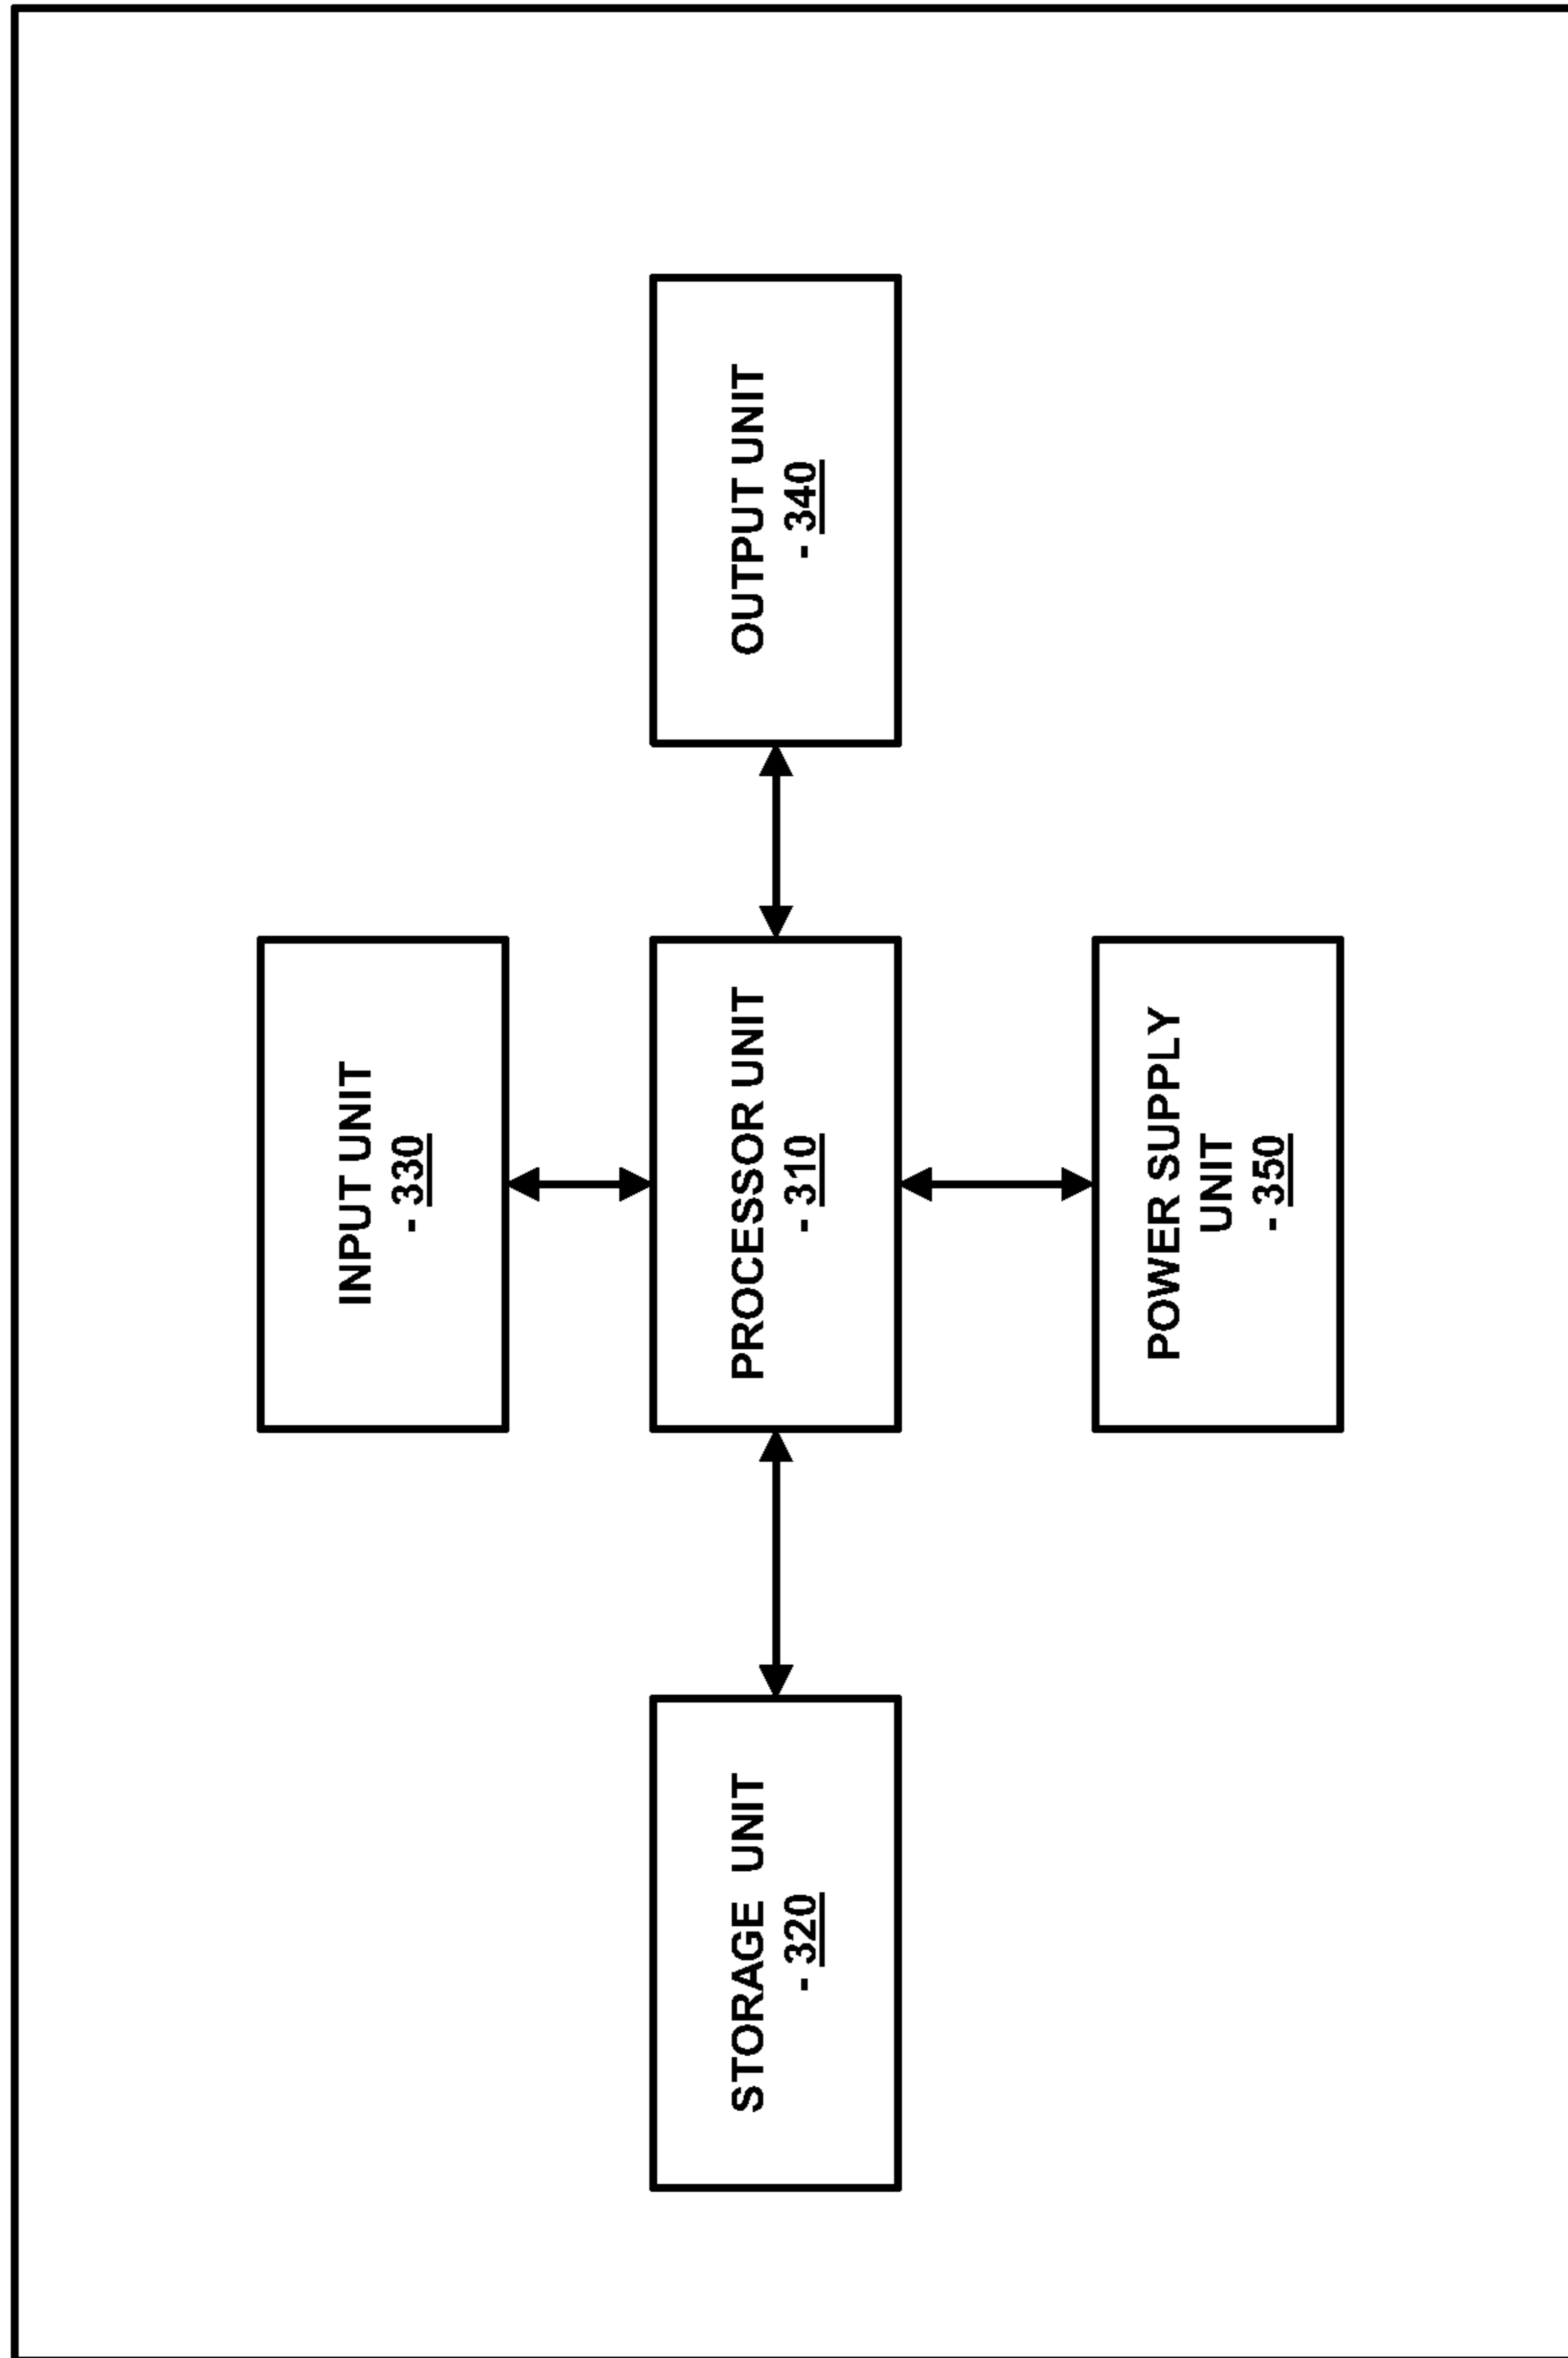 INPUT UNIT
- 330
STORAGE UNIT
- 320
PROCESSOR UNIT
- 310
OUTPUT UNIT
- 340
POWER SUPPLY
UNIT
- 350